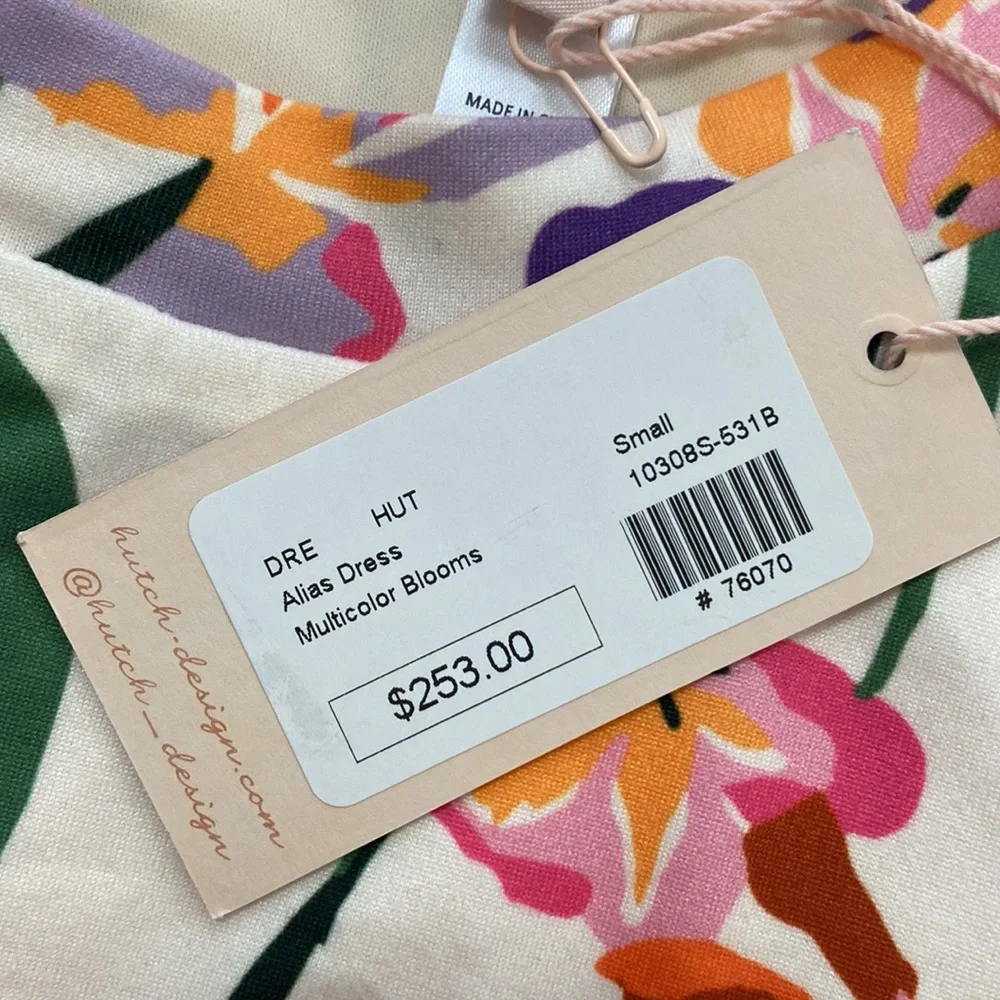 MADE IN
HUT
DRE
Alias Dress
Multicolor Blooms
$253.00
Small
10308S-531B
# 76070
hutch-design.com
@hutch_design